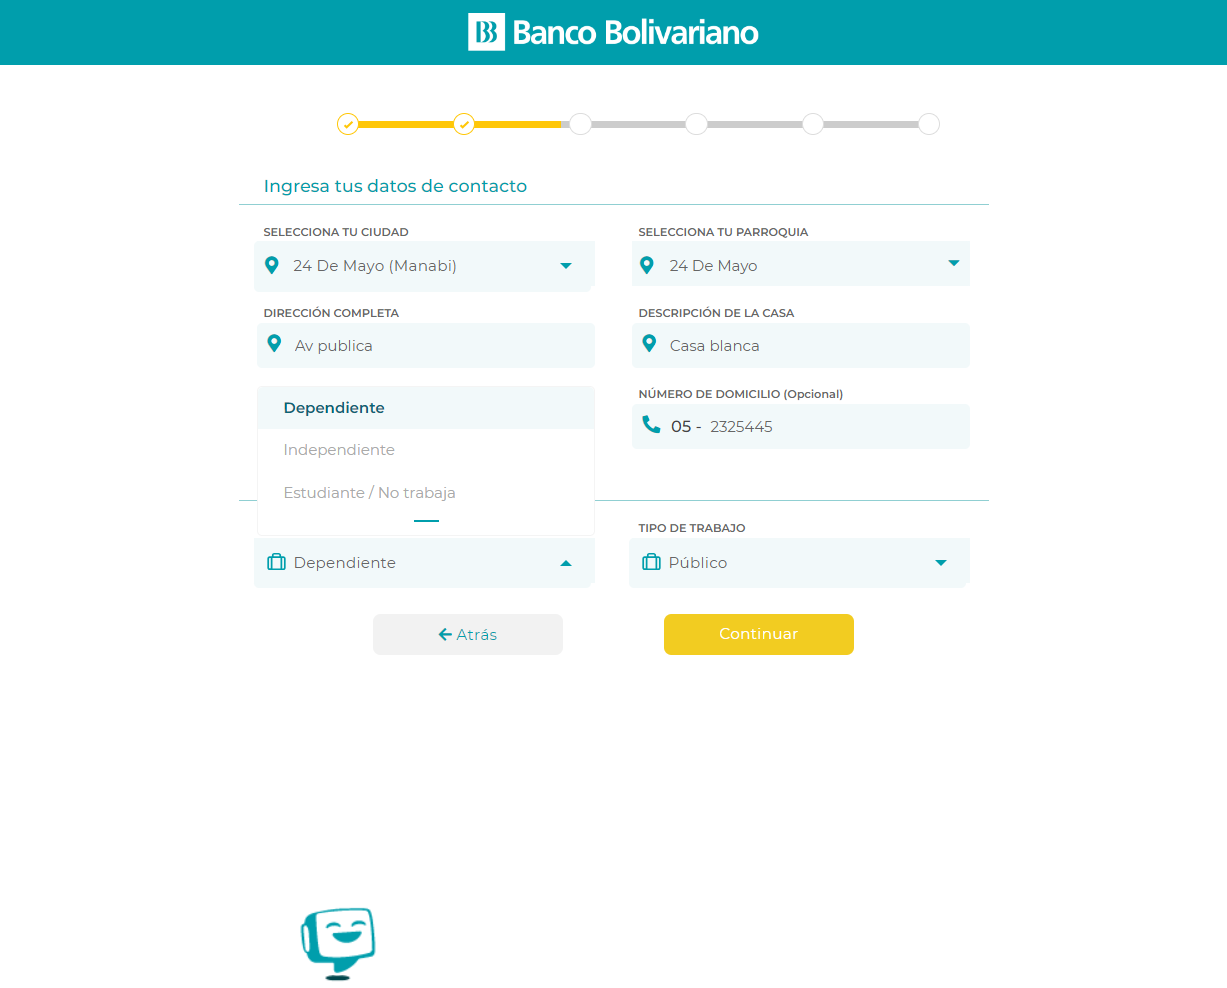 Banco Bolivariano
Ingresa tus datos de contacto
SELECCIONA TU CIUDAD
24 De Mayo (Manabi)
SELECCIONA TU PARROQUIA
24 De Mayo
DIRECCIÓN COMPLETA
Av publica
DESCRIPCIÓN DE LA CASA
Casa blanca
Dependiente
Independiente
Estudiante / No trabaja
NÚMERO DE DOMICILIO (Opcional)
05 - 2325445
Dependiente
TIPO DE TRABAJO
Público
Atrás
Continuar